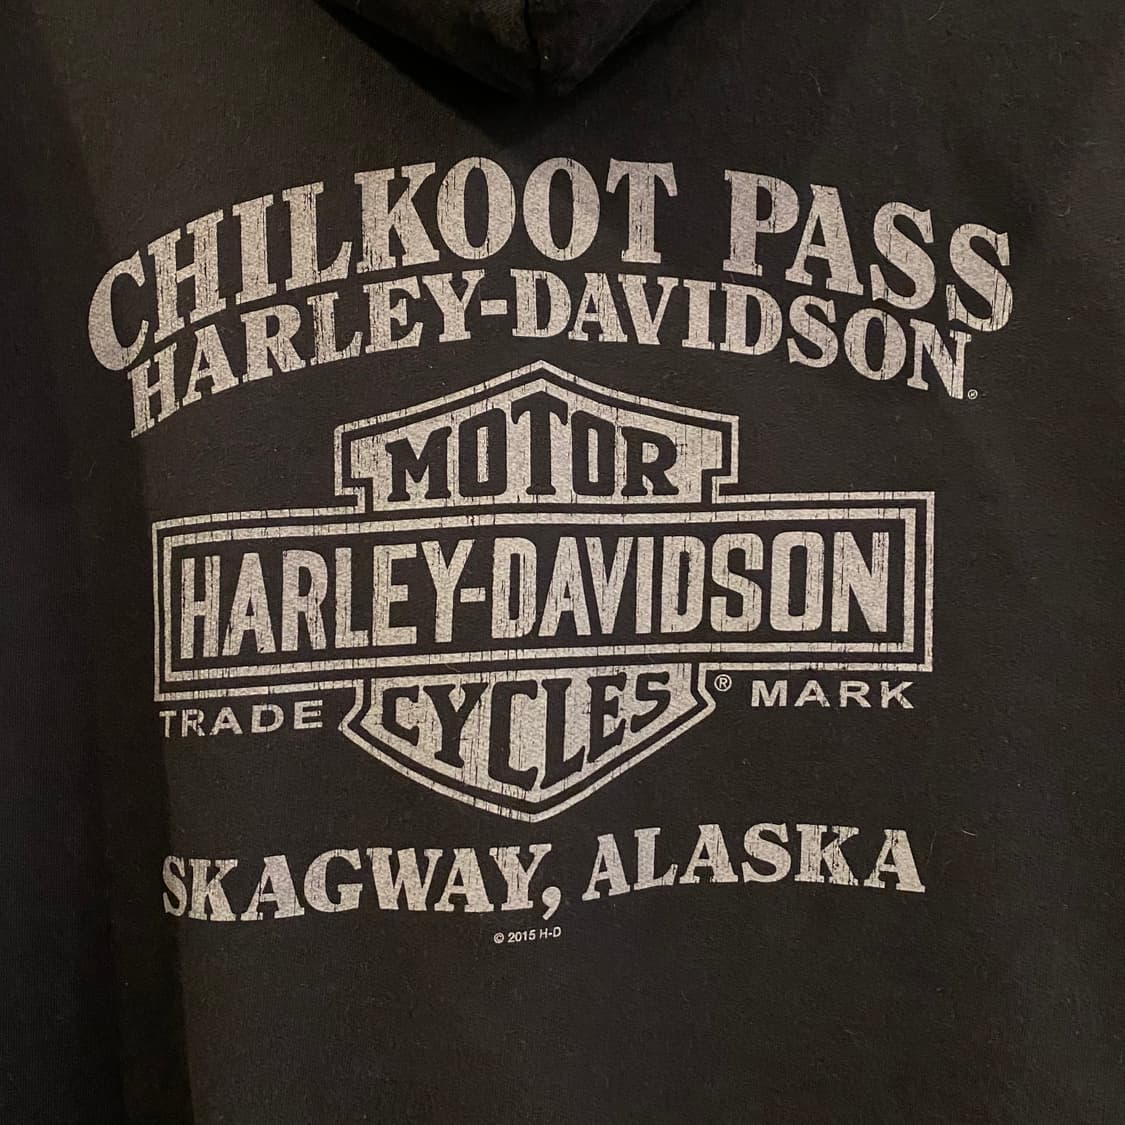 CHILKOOT PASS
HARLEY-DAVIDSON®
MOTOR
HARLEY-DAVIDSON
CYCLES
TRADE ® MARK
SKAGWAY, ALASKA
© 2015 H-D